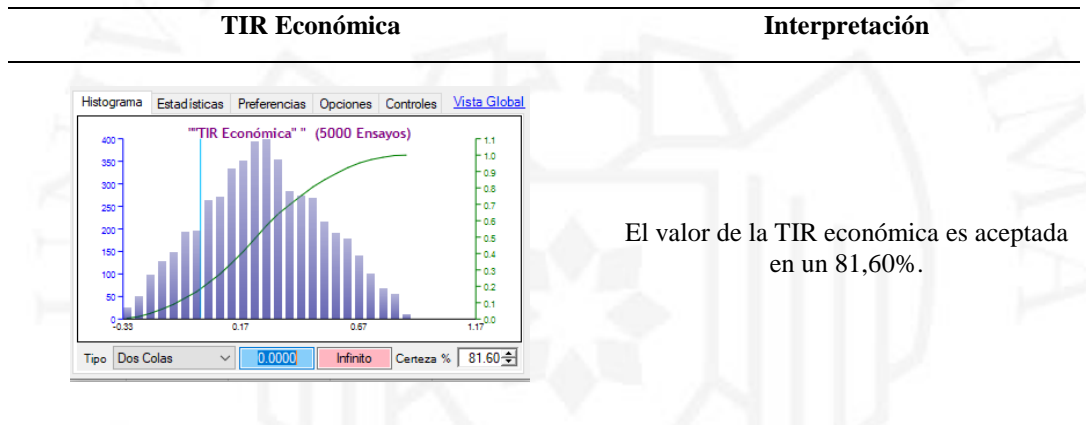 TIR Económica Interpretación
Histograma Estadísticas Preferencias Opciones Controles Vista Global
""TIR Económica" " (5000 Ensayos)
400 1.1
350 1.0
300 0.9
250 0.8
200 0.7
150 0.6
100 0.5
50 0.4
0 0.3
0.2
0.1
0.0
-0.33 0.17 0.67 1.17
Tipo Dos Colas 0.0000 Infinito Certeza % 81.60
El valor de la TIR económica es aceptada
en un 81,60%.